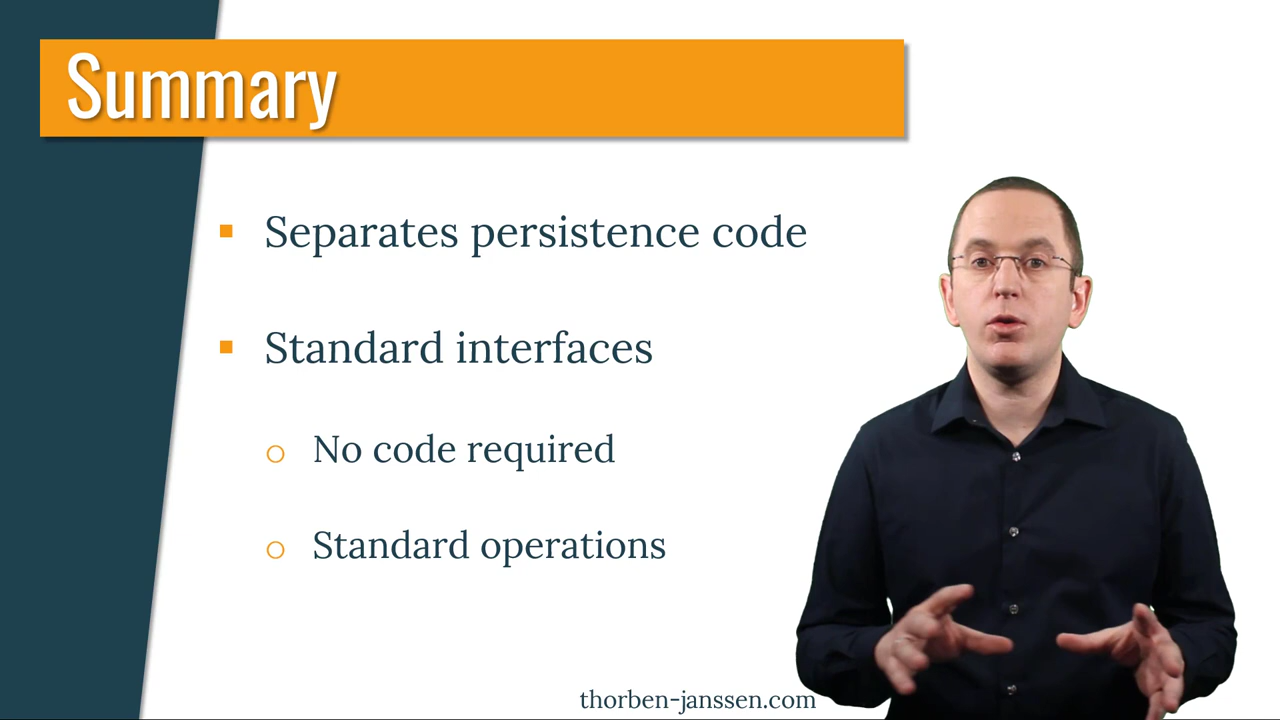 Summary
Separates persistence code
Standard interfaces
No code required
Standard operations
thorben-janssen.com